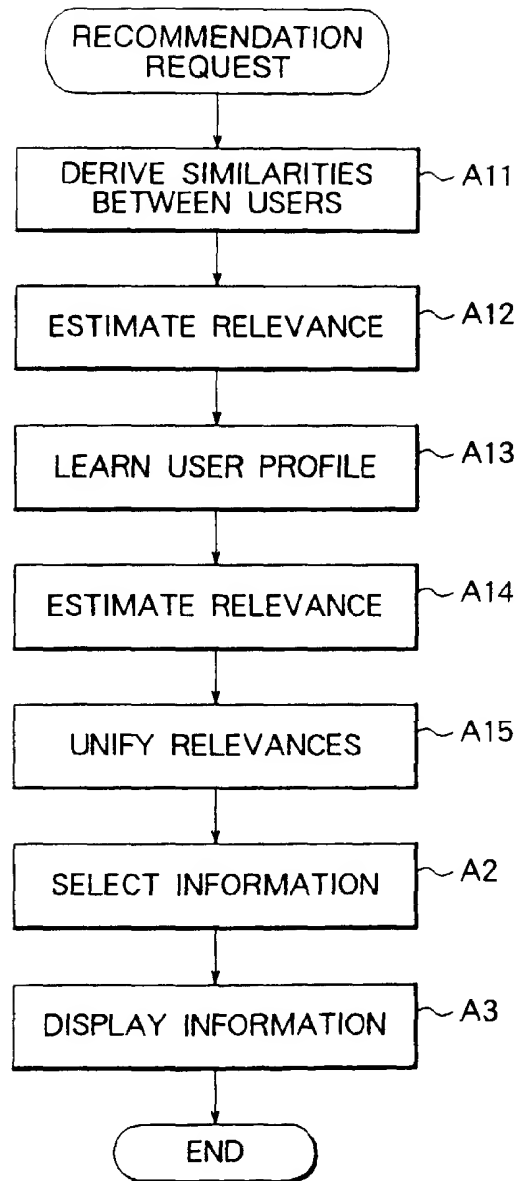 RECOMMENDATION
REQUEST
DERIVE SIMILARITIES
BETWEEN USERS
A11
ESTIMATE RELEVANCE
A12
LEARN USER PROFILE
A13
ESTIMATE RELEVANCE
A14
UNIFY RELEVANCES
A15
SELECT INFORMATION
A2
DISPLAY INFORMATION
A3
END